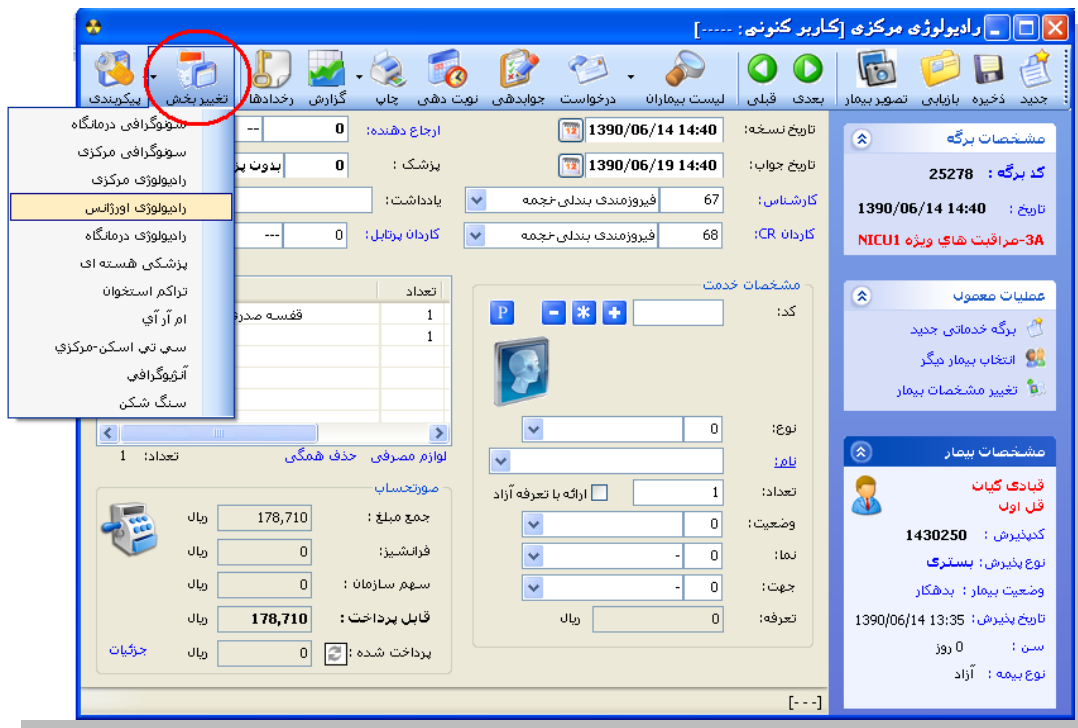 رادیولوژی مرکزی [کاربر کنونی: -----]
جدید
ذخیره
بازیابی
تصویر بیمار
بعدی
قبلی
لیست بیماران
درخواست
جوابدهی
نوبت دهی
چاپ
گزارش
رخدادها
تغییر بخش
پیکربندی
سونوگرافی درمانگاه
سونوگرافی مرکزی
رادیولوژی مرکزی
رادیولوژی اورژانس
رادیولوژی درمانگاه
پزشکی هسته ای
تراکم استخوان
ام آر آي
سي تي اسکن-مرکزي
آنژیوگرافي
سنگ شکن
مشخصات برگه
کد برگه : 25278
تاریخ : 1390/06/14 14:40
3A-مراقبت هاي ویژه NICU1
عملیات معمول
برگه خدماتی جدید
انتخاب بیمار دیگر
تغییر مشخصات بیمار
مشخصات بیمار
قبادی کیان
قل اول
کدپذیرش : 1430250
نوع پذیرش: بستری
وضعیت بیمار : بدهکار
تاریخ پذیرش: 1390/06/14 13:35
سن : 0 روز
نوع بیمه : آزاد
تاریخ نسخه: 1390/06/14 14:40
ارجاع دهنده: 0 --
تاریخ جواب: 1390/06/19 14:40
پزشک : 0 بدون
کارشناس: 67 فیروزمندی بندلی-نجمه
یادداشت:
کاردان CR: 68 فیروزمندی بندلی-نجمه
کاردان پرتابل: 0 ---
مشخصات خدمت
کد:
P - * +
نوع: 0
نام:
تعداد: 1 ارائه با تعرفه آزاد
وضعیت: 0
نما: 0 -
جهت: 0 -
تعرفه: 0 ریال
تعداد
1 قفسه
1
لوازم مصرفی حذف همگی تعداد: 1
صورتحساب
جمع مبلغ : 178,710 ریال
فرانشیز: 0 ریال
سهم سازمان : 0 ریال
قابل پرداخت : 178,710 ریال
پرداخت شده : 0 ریال جزئیات
[---]